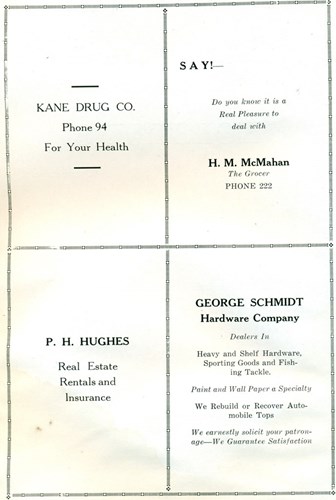 KANE DRUG CO.
Phone 94
For Your Health
SAY!—
Do you know it is a
Real Pleasure to
deal with
H. M. McMahan
The Grocer
PHONE 222
P. H. HUGHES
Real Estate
Rentals and
Insurance
GEORGE SCHMIDT
Hardware Company
Dealers In
Heavy and Shelf Hardware,
Sporting Goods and Fish-
ing Tackle.
Paint and Wall Paper a Specialty
We Rebuild or Recover Auto-
mobile Tops
We earnestly solicit your patron-
age—We Guarantee Satisfaction